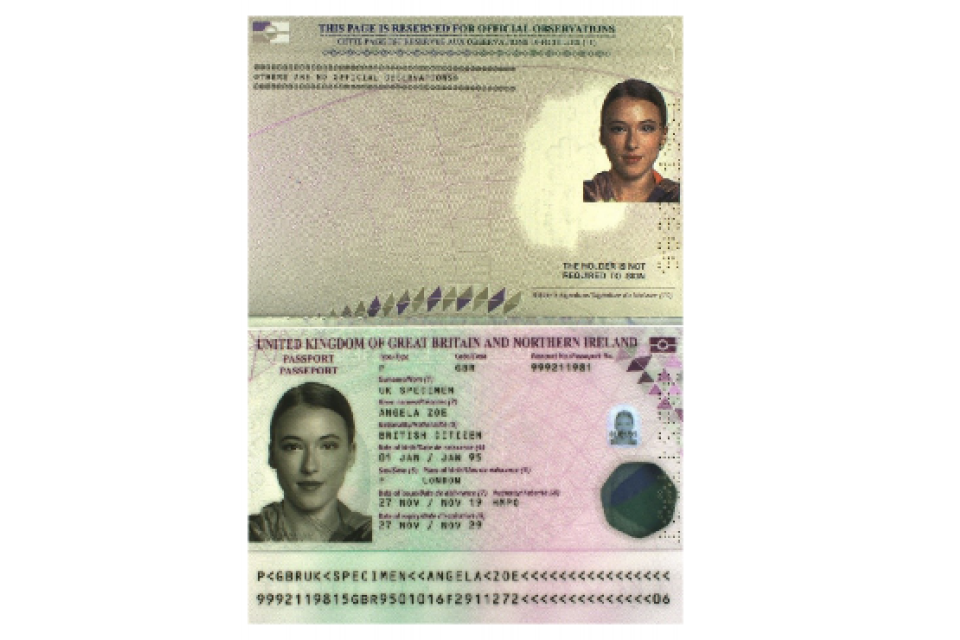 THIS PAGE IS RESERVED FOR OFFICIAL OBSERVATIONS
CETTE PAGE EST RESERVEE AUX OBSERVATIONS OFFICIELLES (11)
THERE ARE NO OFFICIAL OBSERVATIONS
THE HOLDER IS NOT
REQUIRED TO SIGN
Holder's signature/Signature du titulaire (10)
UNITED KINGDOM OF GREAT BRITAIN AND NORTHERN IRELAND
PASSPORT
PASSEPORT
Type/Type Code/Code Passport No./Passeport No.
P GBR 999211981
Surname/Nom (1)
UK SPECIMEN
Given names/Prénoms (2)
ANGELA ZOE
Nationality/Nationalité (3)
BRITISH CITIZEN
Date of birth/Date de naissance (4)
01 JAN / JAN 95
Sex/Sexe (5) Place of birth/Lieu de naissance (6)
F LONDON
Date of issue/Date de délivrance (7) Authority/Autorité (8)
27 NOV / NOV 19 HMPO
Date of expiry/Date d'expiration (9)
27 NOV / NOV 29
P<GBRUK<SPECIMEN<<ANGELA<ZOE<<<<<<<<<<<<<<<<
9992119815GBR9501016F2911272<<<<<<<<<<<<<<06